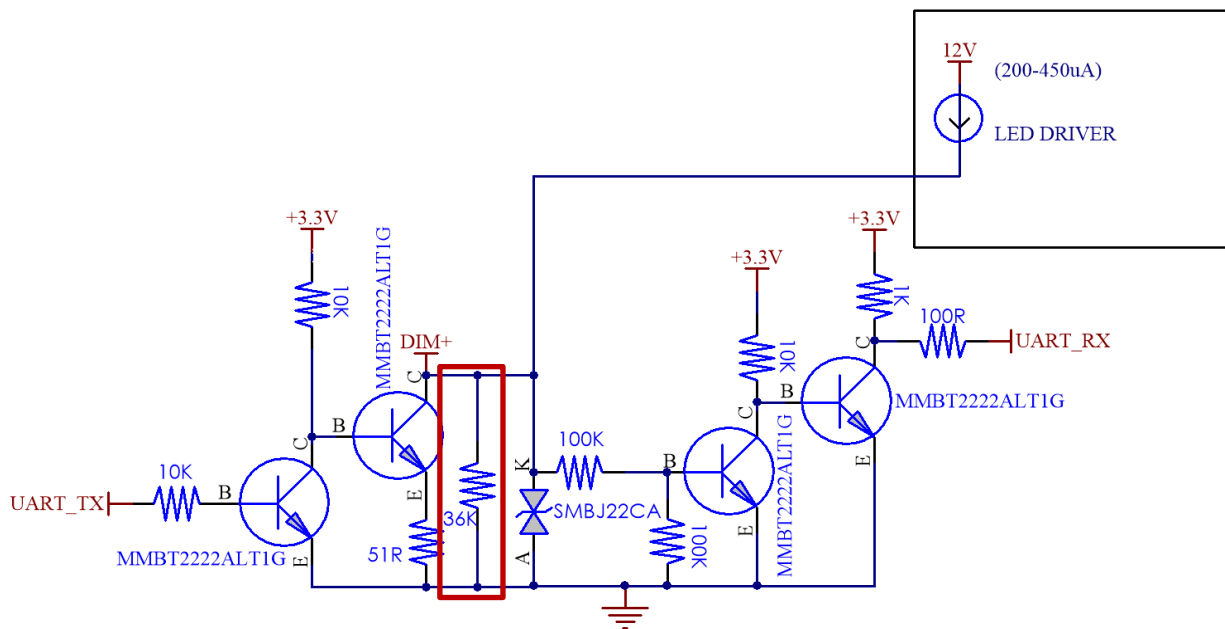 12V
(200-450uA)
LED DRIVER
+3.3V
+3.3V
+3.3V
10K
MMBT2222ALT1G
DIM+
C
1K
100R
UART_RX
C
10K
B
MMBT2222ALT1G
C
B
E
C
K
100K
B
10K
UART_TX
B
E
36K
SMBJ22CA
MMBT2222ALT1G
E
MMBT2222ALT1G
E
51R
A
100K
E